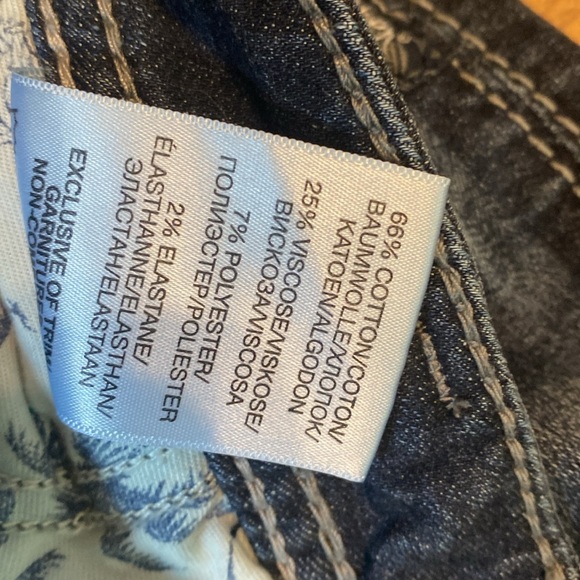 66% COTTON/COTON/
BAUMWOLLE/ХЛОПОК/
KATOEN/ALGODON
25% VISCOSE/VISKOSE/
ВИСКОЗА/VISCOSA
7% POLYESTER/
ПОЛИЭСТЕР/POLIESTER
2% ELASTANE/
ÉLASTHANNE/ELASTHAN/
ЭЛАСТАН/ELASTAAN
EXCLUSIVE OF